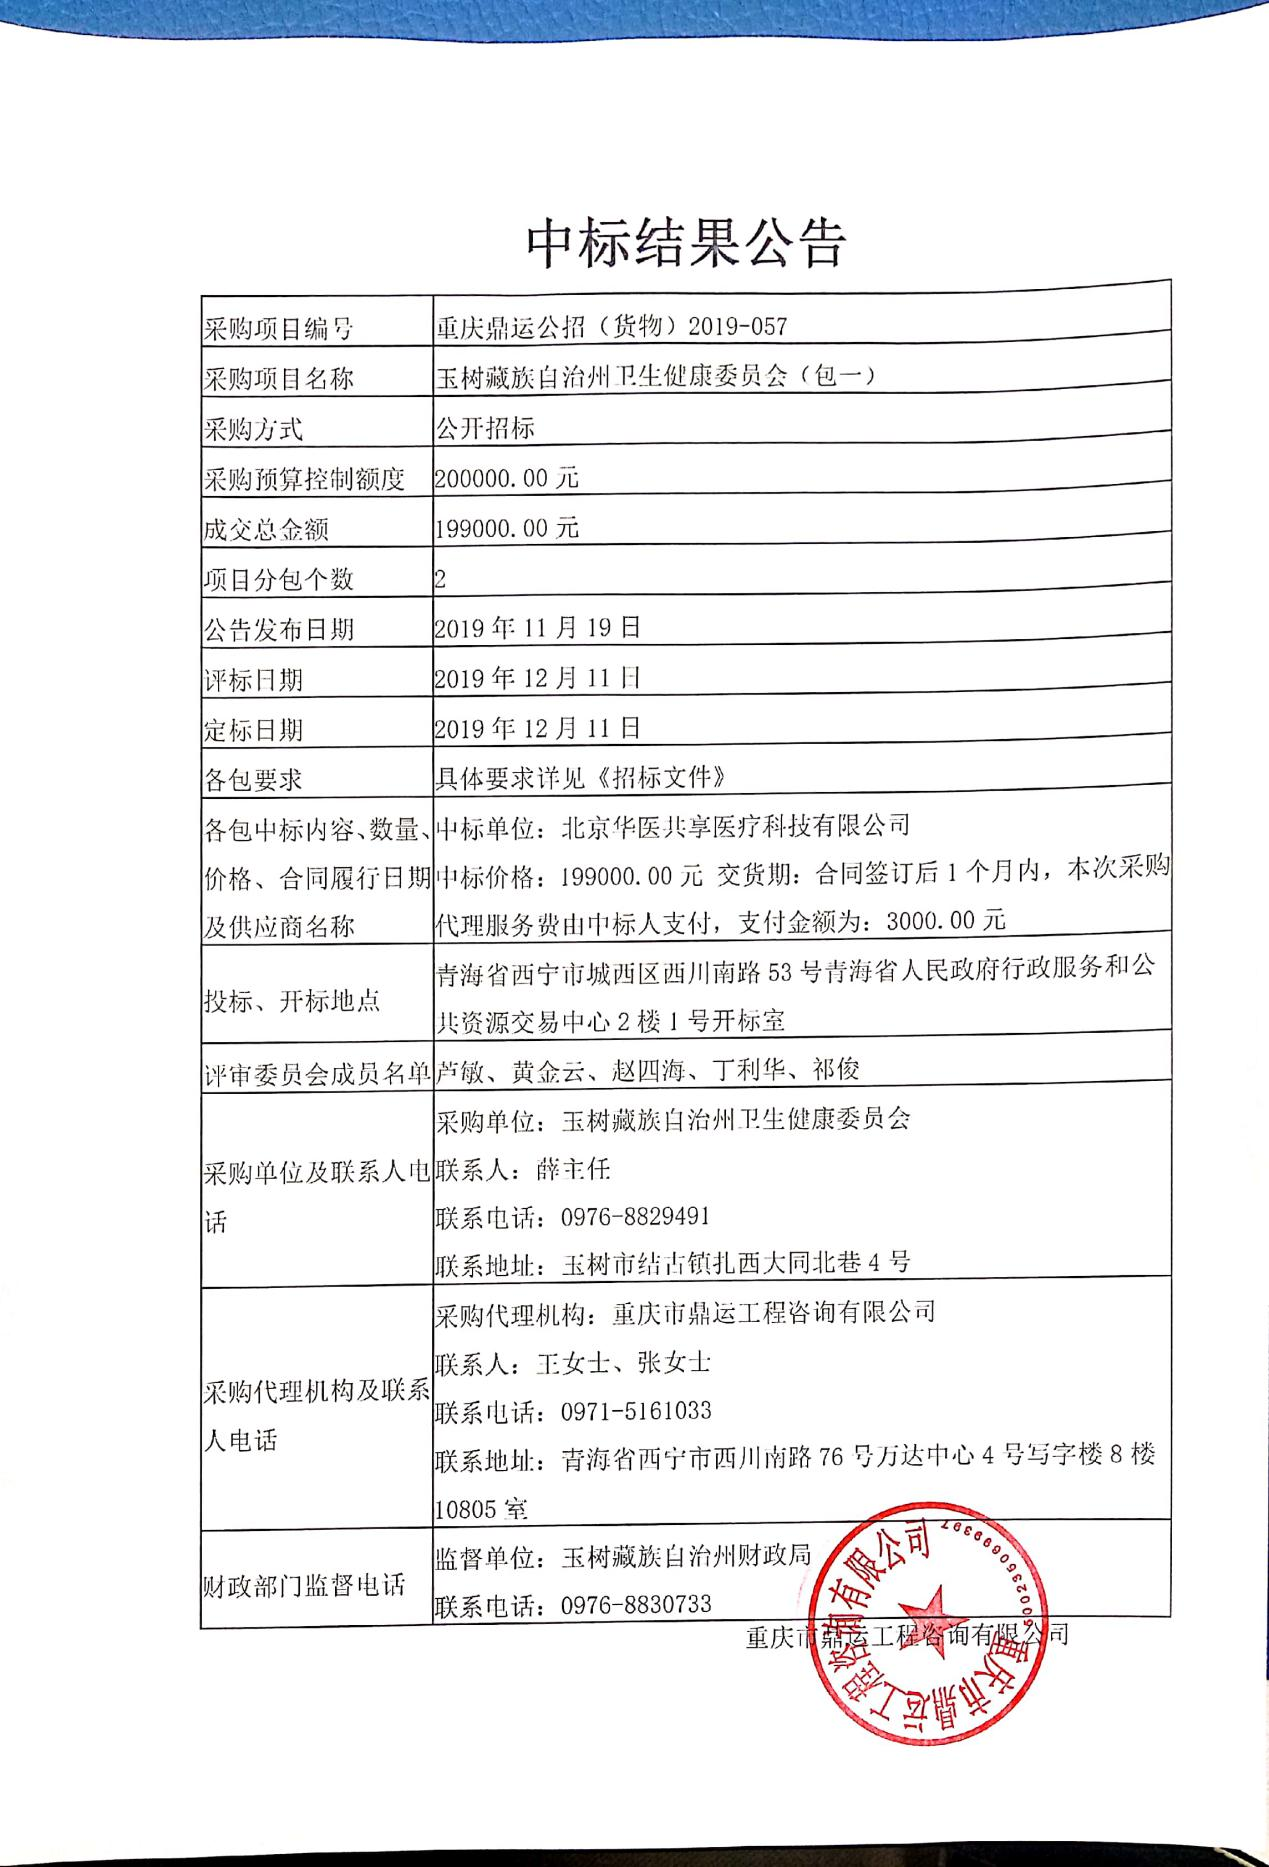 中标结果公告
采购项目编号
重庆鼎运公招（货物）2019-057
采购项目名称
玉树藏族自治州卫生健康委员会（包一）
采购方式
公开招标
采购预算控制额度
200000.00 元
成交总金额
199000.00 元
项目分包个数
2
公告发布日期
2019 年 11 月 19 日
评标日期
2019 年 12 月 11 日
定标日期
2019 年 12 月 11 日
各包要求
具体要求详见《招标文件》
各包中标内容、数量、
价格、合同履行日期
及供应商名称
中标单位：北京华医共享医疗科技有限公司
中标价格：199000.00 元 交货期：合同签订后 1 个月内，本次采购
代理服务费由中标人支付，支付金额为：3000.00 元
投标、开标地点
青海省西宁市城西区西川南路 53 号青海省人民政府行政服务和公
共资源交易中心 2 楼 1 号开标室
评审委员会成员名单
芦敏、黄金云、赵四海、丁利华、祁俊
采购单位及联系人电
话
采购单位：玉树藏族自治州卫生健康委员会
联系人：薛主任
联系电话：0976-8829491
联系地址：玉树市结古镇扎西大同北巷 4 号
采购代理机构及联系
人电话
采购代理机构：重庆市鼎运工程咨询有限公司
联系人：王女士、张女士
联系电话：0971-5161033
联系地址：青海省西宁市西川南路 76 号万达中心 4 号写字楼 8 楼
10805 室
财政部门监督电话
监督单位：玉树藏族自治州财政局
联系电话：0976-8830733
重庆市鼎运工程咨询有限公司
重庆市鼎运工程咨询有限公司